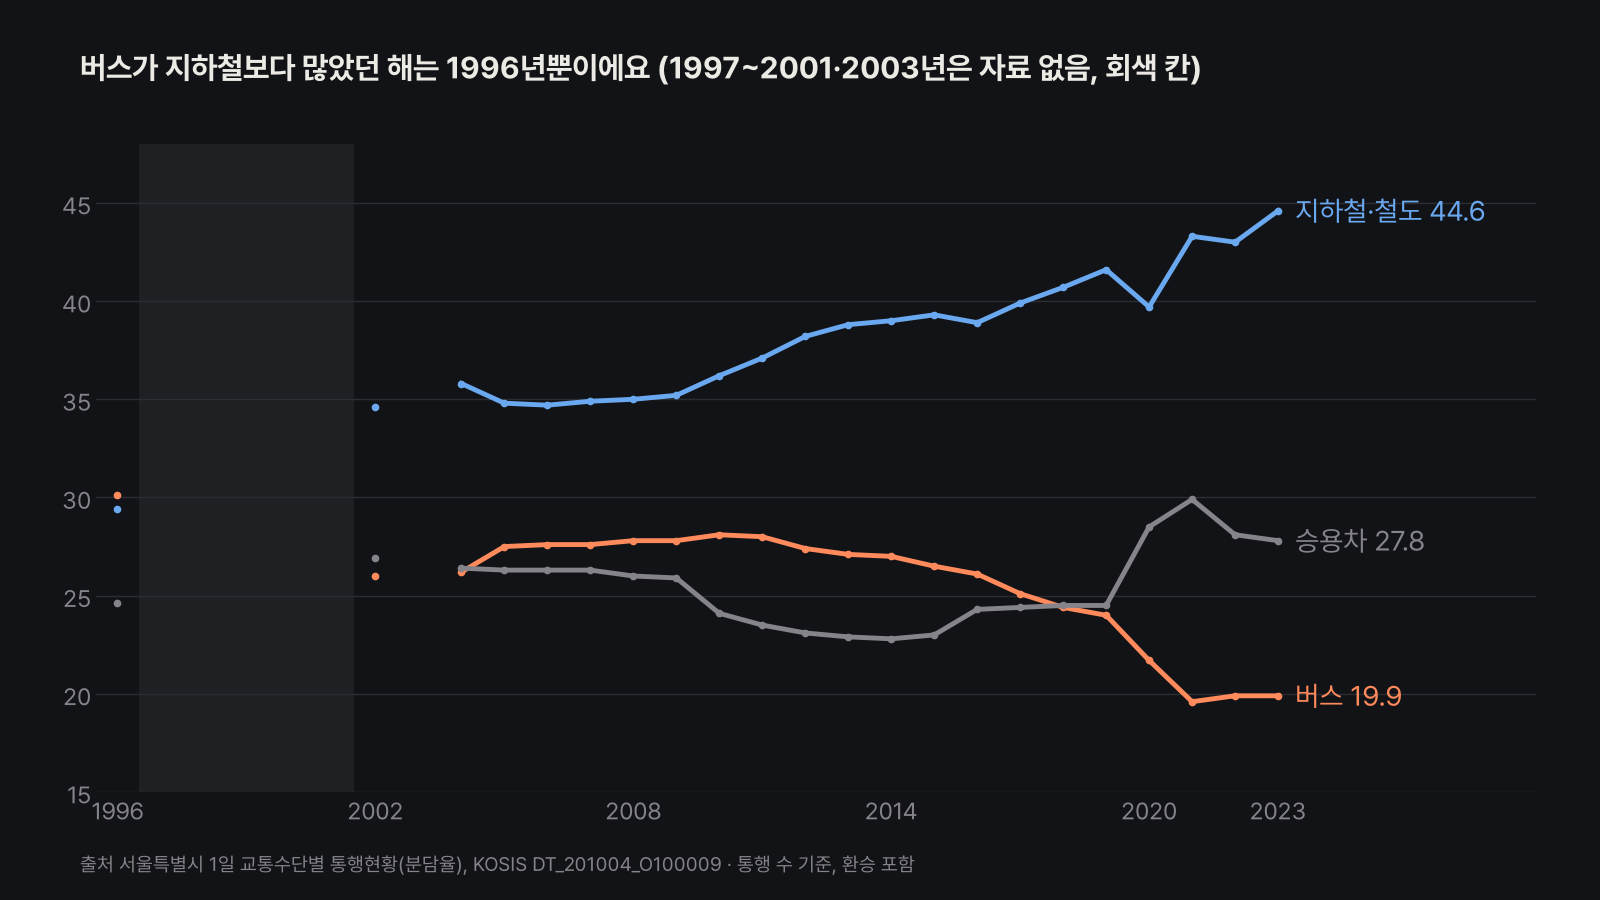 버스가 지하철보다 많았던 해는 1996년뿐이에요 (1997~2001·2003년은 자료 없음, 회색 칸)
45
40
35
30
25
20
15
지하철·철도 44.6
승용차 27.8
버스 19.9
1996
2002
2008
2014
2020
2023
출처 서울특별시 1일 교통수단별 통행현황(분담율), KOSIS DT_201004_O100009 · 통행 수 기준, 환승 포함